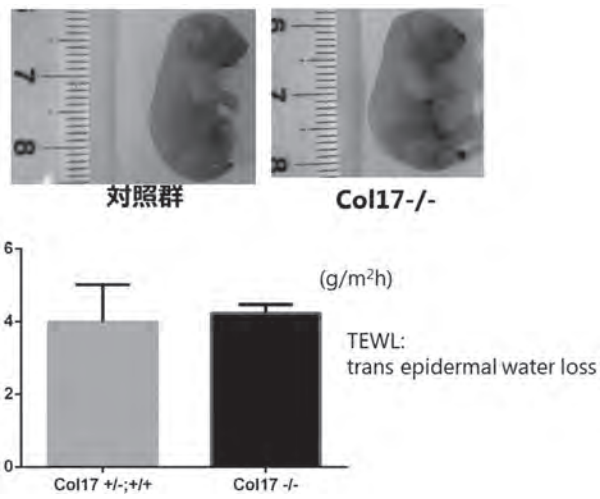 7
8
6
7
8
対照群
Col17-/-
6
4
2
0
(g/m²h)
TEWL:
trans epidermal water loss
Col17 +/-;+/+
Col17 -/-